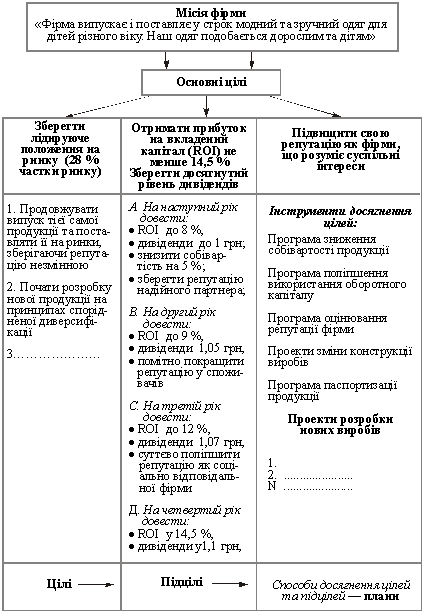 Місія фірми
«Фірма випускає і поставляє у строк модний та зручний одяг для
дітей різного віку. Наш одяг подобається дорослим та дітям»
Основні цілі
Зберегти
лідируюче
положення на
ринку (28 %
частки ринку)
1. Продовжувати
випуск тієї самої
продукції та поста-
вляти її на ринки,
зберігаючи репута-
цію незмінною
2. Почати розробку
нової продукції на
принципах спорід-
неної диверсифі-
кації
3......................
Отримати прибуток
на вкладений
капітал (ROI) не
менше 14,5 %
Зберегти досягнутий
рівень дивідендів
А. На наступний рік
довести:
● ROI до 8 %,
● дивіденди до 1 грн;
● знизити собівар-
тість на 5 %;
● зберегти репутацію
надійного партнера;
В. На другий рік
довести:
● ROI до 9 %,
● дивіденди 1,05 грн,
● помітно покращити
репутацію у спожи-
вачів
С. На третій рік
довести:
● ROI до 12 %,
● дивіденди 1,07 грн,
● суттєво поліпшити
репутацію як соці-
ально відповідаль-
ної фірми
Д. На четвертий рік
довести:
● ROI у 14,5 %,
● дивіденди у 1,1 грн,
Підвищити свою
репутацію як фірми,
що розуміє суспільні
інтереси
Інструменти досягнення
цілей:
Програма зниження
собівартості продукції
Програма поліпшення
використання оборотного
капіталу
Програма оцінювання
репутації фірми
Проекти зміни конструкції
виробів
Програма паспортизації
продукції
Проекти розробки
нових виробів
1.
2. ......................
N ......................
Цілі
Підцілі
Способи досягнення цілей
та підцілей — плани